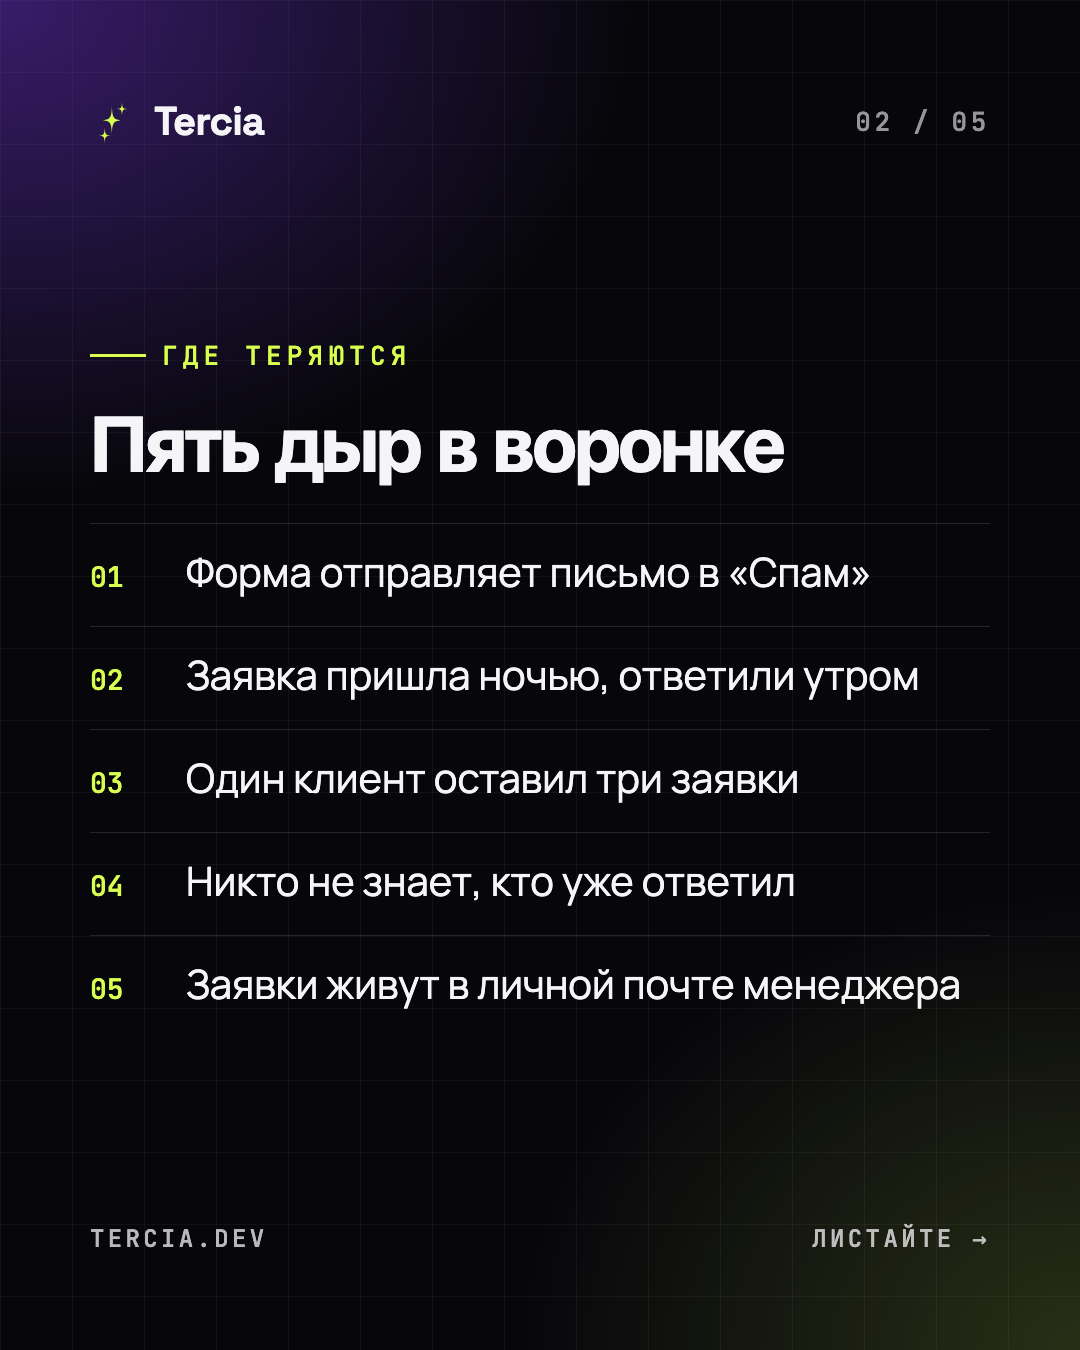 Tercia
02 / 05
ГДЕ ТЕРЯЮТСЯ
Пять дыр в воронке
01 Форма отправляет письмо в «Спам»
02 Заявка пришла ночью, ответили утром
03 Один клиент оставил три заявки
04 Никто не знает, кто уже ответил
05 Заявки живут в личной почте менеджера
TERCIA.DEV
ЛИСТАЙТЕ →